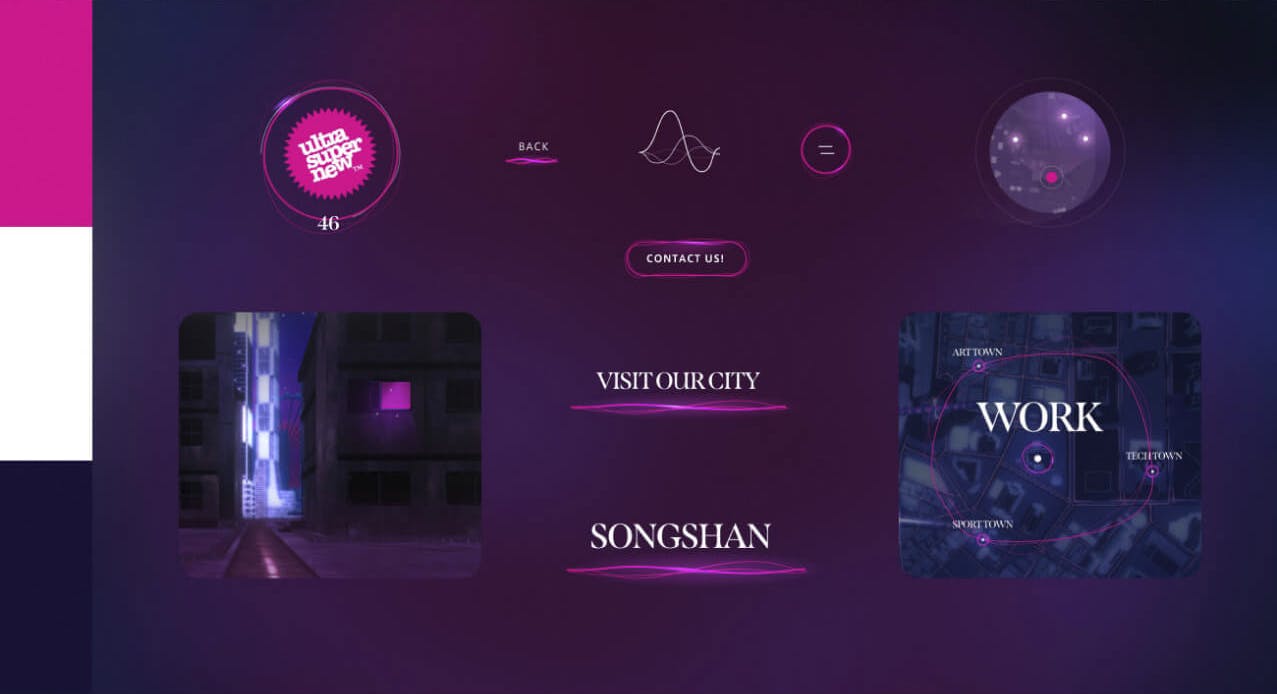 ultra
super
new™
46
BACK
CONTACT US!
VISIT OUR CITY
SONGSHAN
ART TOWN
WORK
TECH TOWN
SPORT TOWN